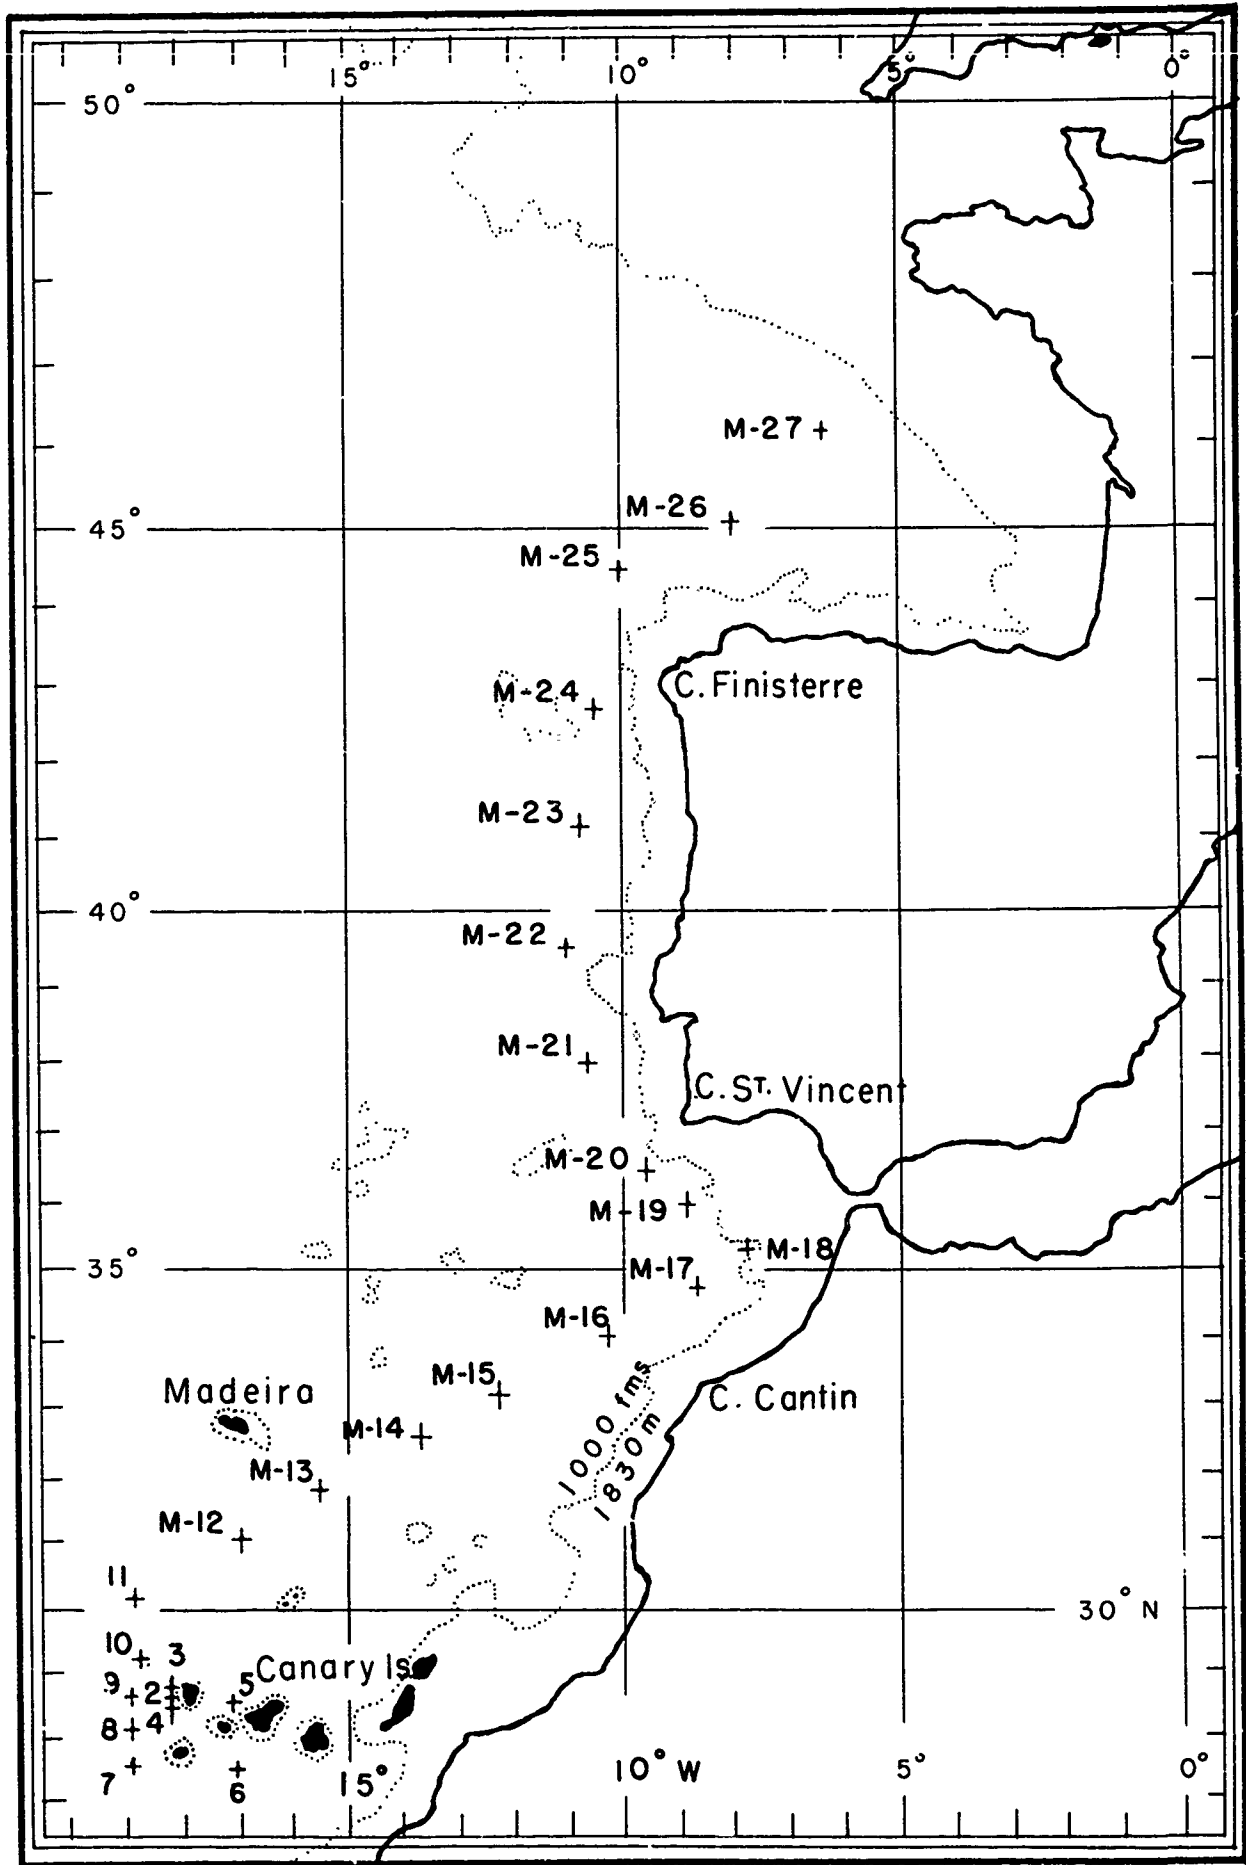 15° 10° 5° 0°
50°
M-27
M-26
45°
M-25
C. Finisterre
M-24
M-23
40°
M-22
M-21
C. ST. Vincent
M-20
M-19
M-18
35°
M-17
M-16
M-15
Madeira
C. Cantin
1000 fms
1830 m
M-14
M-13
M-12
11
30° N
10
3
Canary Is
9
2
5
8
4
7
6
15° 10° W 5° 0°